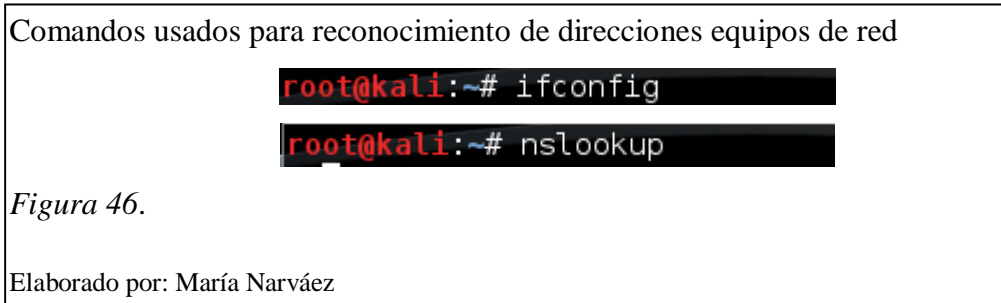 Comandos usados para reconocimiento de direcciones equipos de red
root@kali:~# ifconfig
root@kali:~# nslookup
Figura 46.
Elaborado por: María Narváez